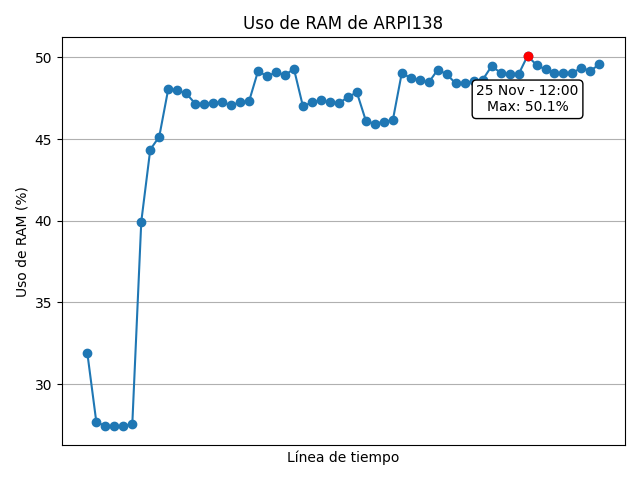 Uso de RAM de ARPI138
Uso de RAM (%)
50
45
40
35
30
25 Nov - 12:00
Max: 50.1%
Línea de tiempo